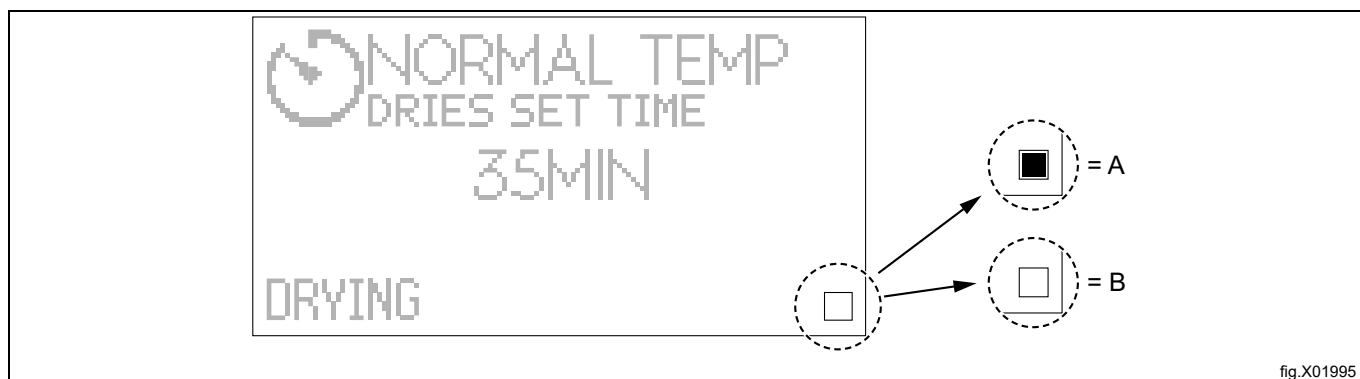 NORMAL TEMP
DRIES SET TIME
35MIN
DRYING
= A
= B
fig.X01995